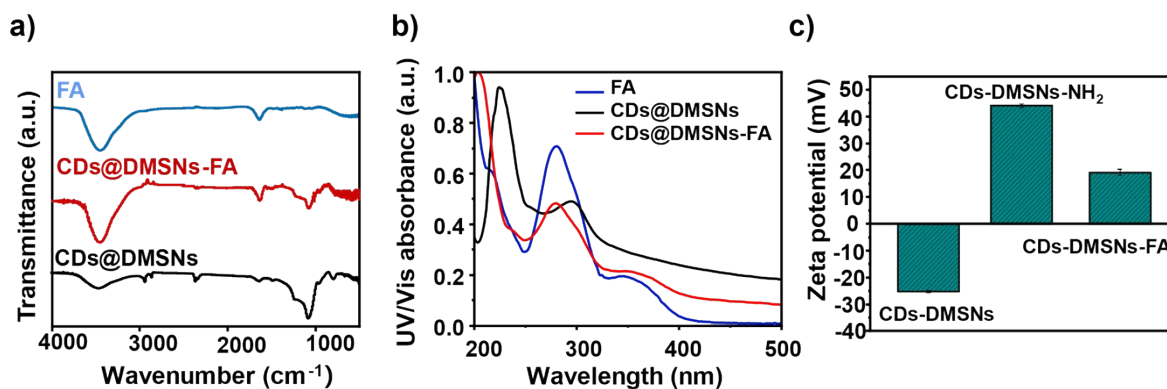 a)
FA
CDs@DMSNs-FA
CDs@DMSNs
Transmittance (a.u.)
4000 3000 2000 1000
Wavenumber (cm⁻¹)
b)
1.0
0.8
0.6
0.4
0.2
0.0
UV/Vis absorbance (a.u.)
FA
CDs@DMSNs
CDs@DMSNs-FA
200 300 400 500
Wavelength (nm)
c)
50
40
30
20
10
0
-10
-20
-30
-40
Zeta potential (mV)
CDs-DMSNs-NH₂
CDs-DMSNs-FA
CDs-DMSNs